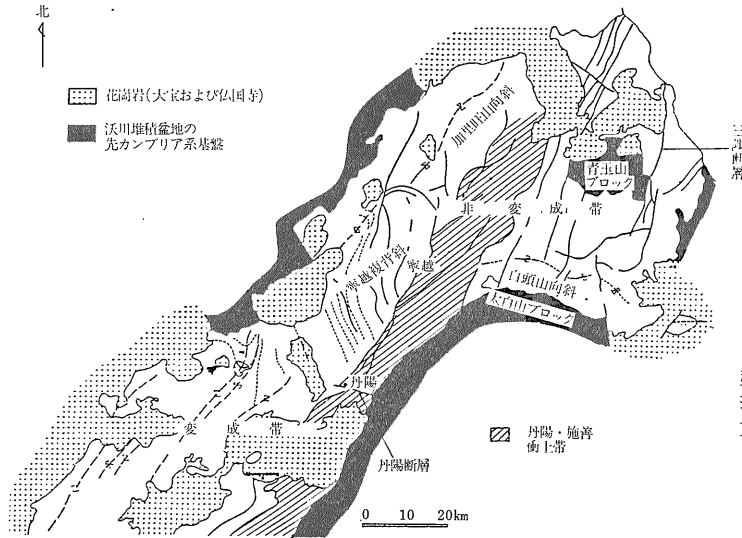 北
花崗岩(大宝および仏国寺)
沃川堆積盆地の
先カンブリア系基盤
加里旺山向斜
青玉山
ブロック
非変成帯
寧越
寧越複背斜
白頭山向斜
太白山ブロック
丹陽
変成帯
丹陽断層
丹陽・施善
衝上帯
0 10 20km
断層